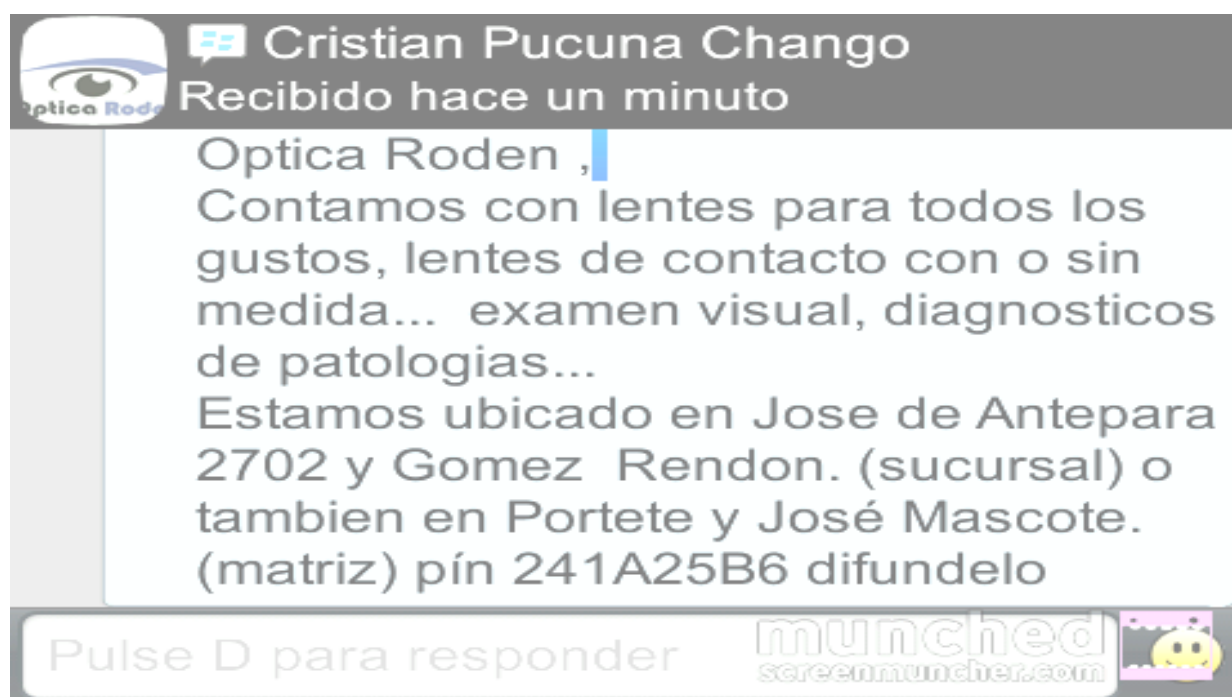 Cristian Pucuna Chango
Optica Rode
Recibido hace un minuto
Optica Roden ,
Contamos con lentes para todos los
gustos, lentes de contacto con o sin
medida... examen visual, diagnosticos
de patologias...
Estamos ubicado en Jose de Antepara
2702 y Gomez Rendon. (sucursal) o
tambien en Portete y José Mascote.
(matriz) pín 241A25B6 difundelo
Pulse D para responder
munched
screenmuncher.com